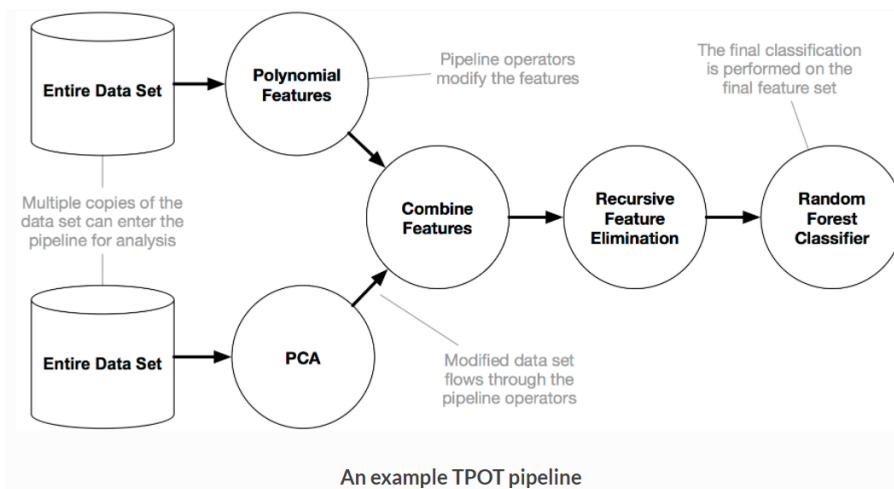 Entire Data Set
Polynomial
Features
Pipeline operators
modify the features
The final classification
is performed on the
final feature set
Multiple copies of the
data set can enter the
pipeline for analysis
Combine
Features
Recursive
Feature
Elimination
Random
Forest
Classifier
Entire Data Set
PCA
Modified data set
flows through the
pipeline operators
An example TPOT pipeline